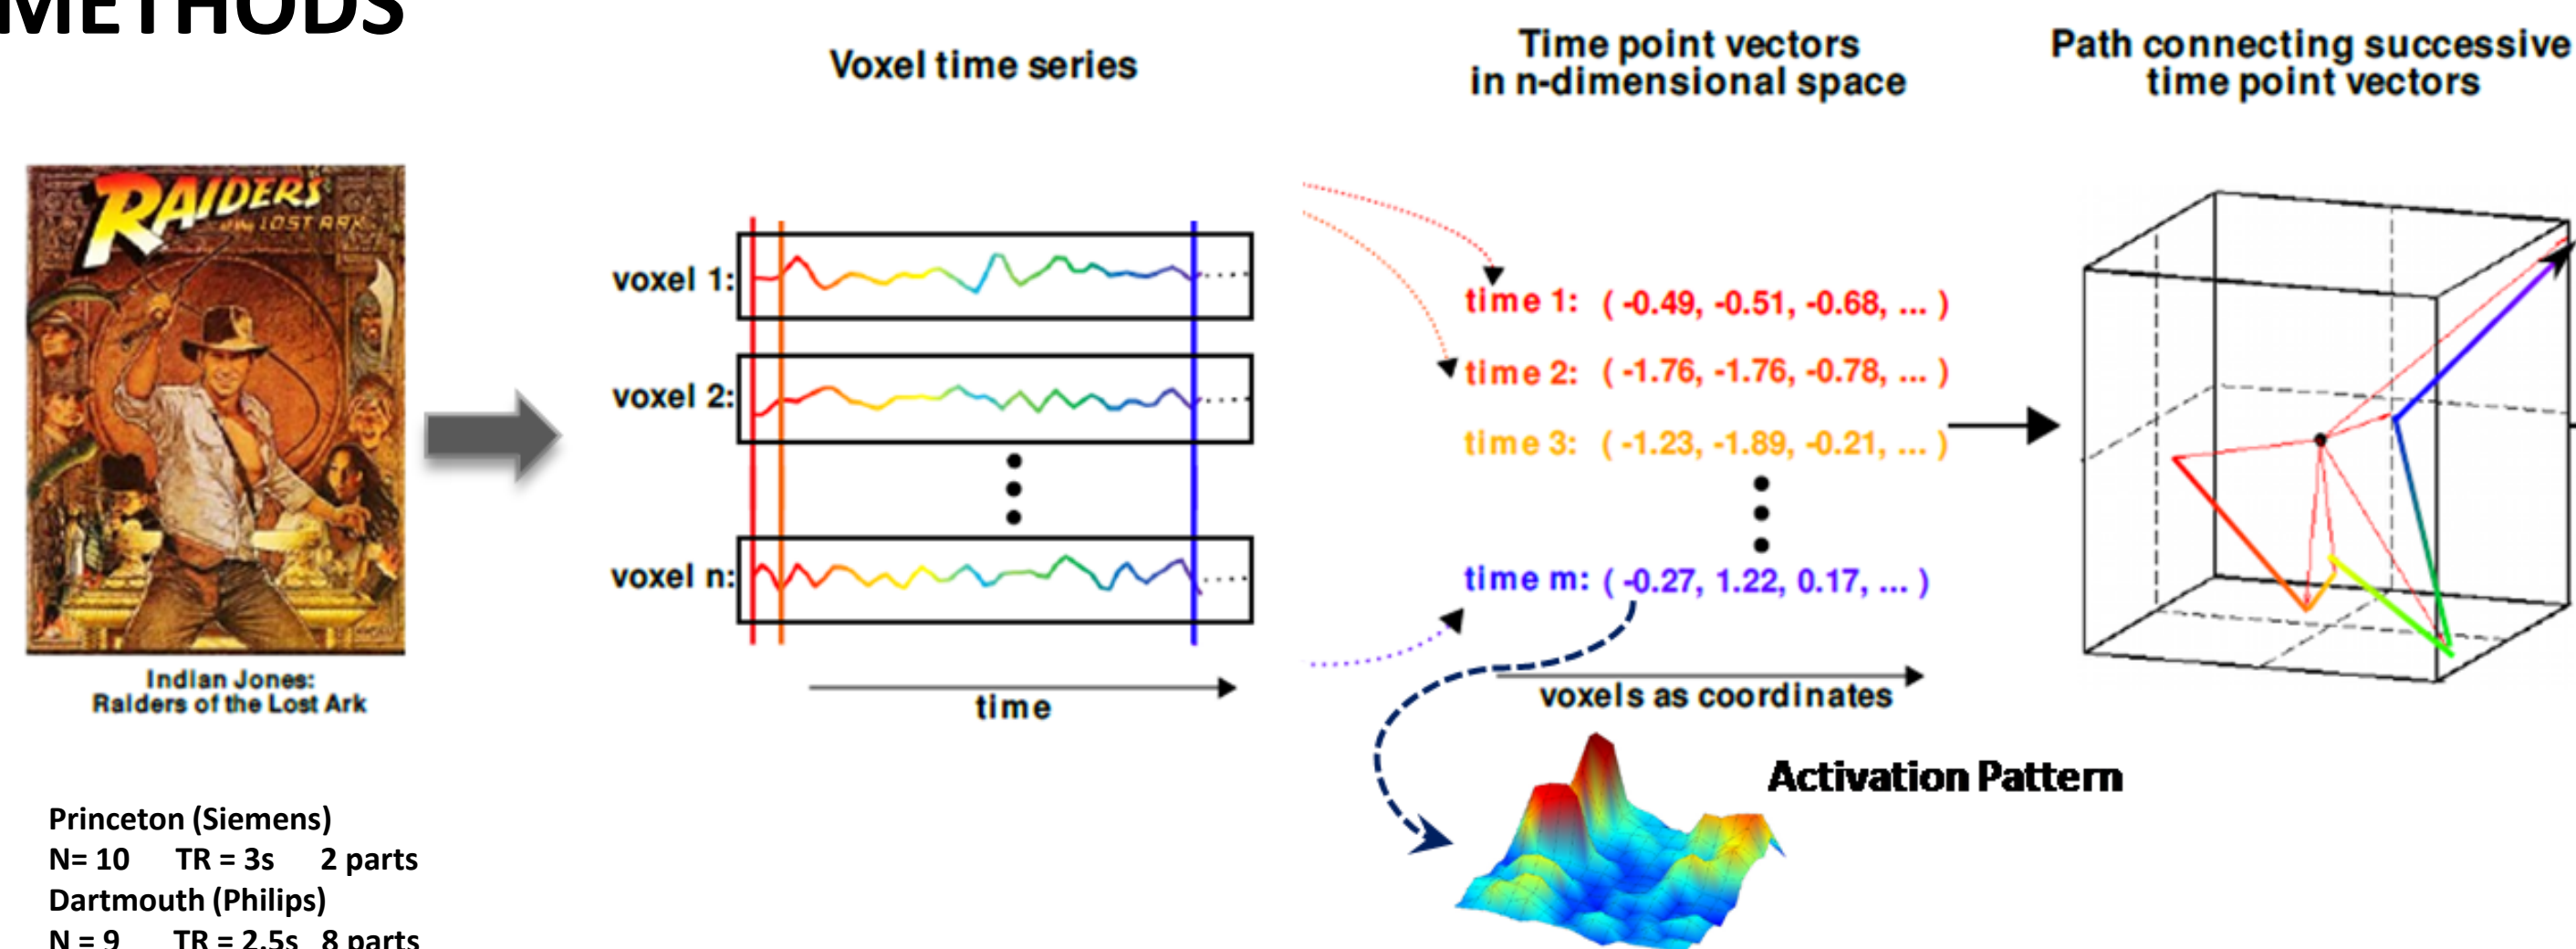 METHODS
Voxel time series
Time point vectors
in n-dimensional space
Path connecting successive
time point vectors
RAIDERS
of the LOST ARK
voxel 1:
voxel 2:
voxel n:
time
time 1: ( -0.49, -0.51, -0.68, ... )
time 2: ( -1.76, -1.76, -0.78, ... )
time 3: ( -1.23, -1.89, -0.21, ... )
time m: ( -0.27, 1.22, 0.17, ... )
voxels as coordinates
Indian Jones:
Raiders of the Lost Ark
Activation Pattern
Princeton (Siemens)
N= 10 TR = 3s 2 parts
Dartmouth (Philips)
N = 9 TR = 2.5s 8 parts